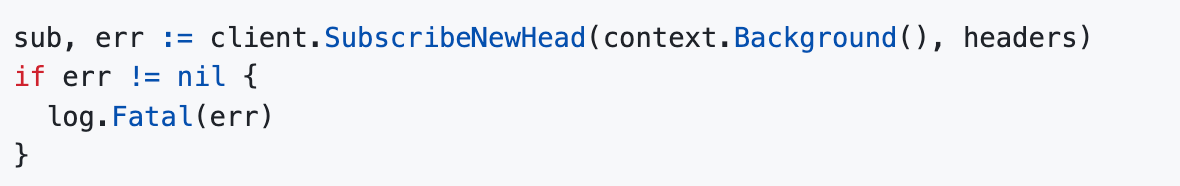 sub, err := client.SubscribeNewHead(context.Background(), headers)
if err != nil {
  log.Fatal(err)
}